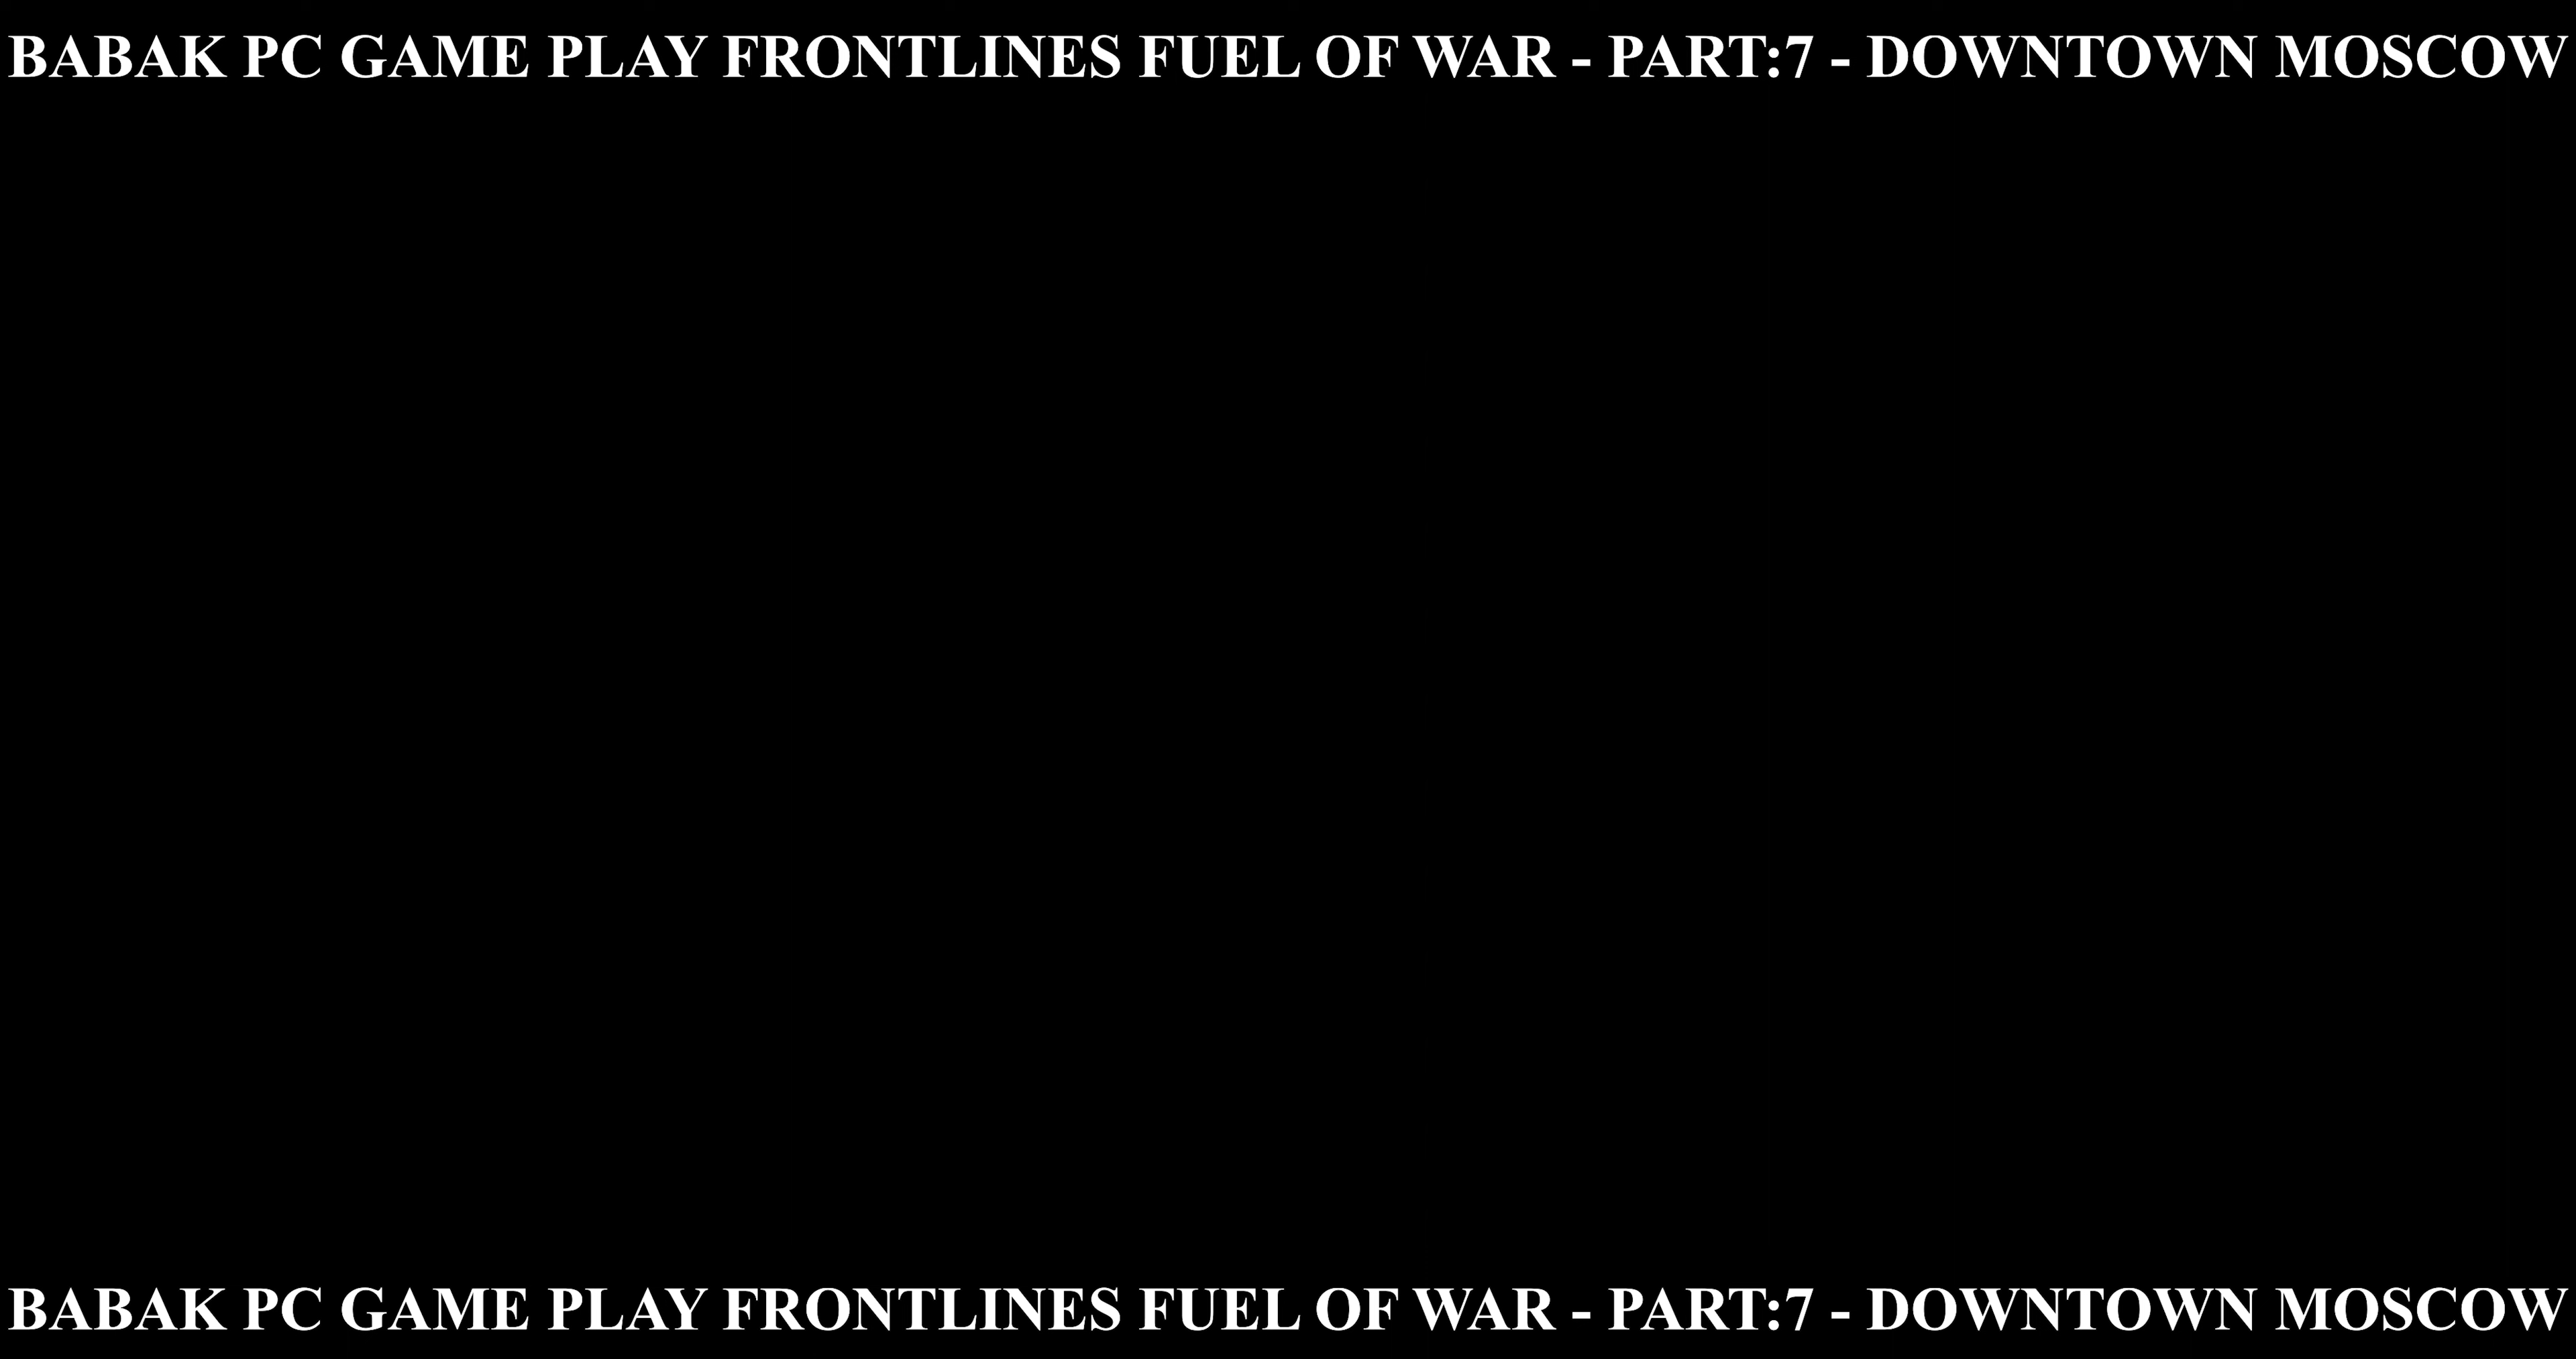 BABAK PC GAME PLAY FRONTLINES FUEL OF WAR - PART:7 - DOWNTOWN MOSCOW
BABAK PC GAME PLAY FRONTLINES FUEL OF WAR - PART:7 - DOWNTOWN MOSCOW